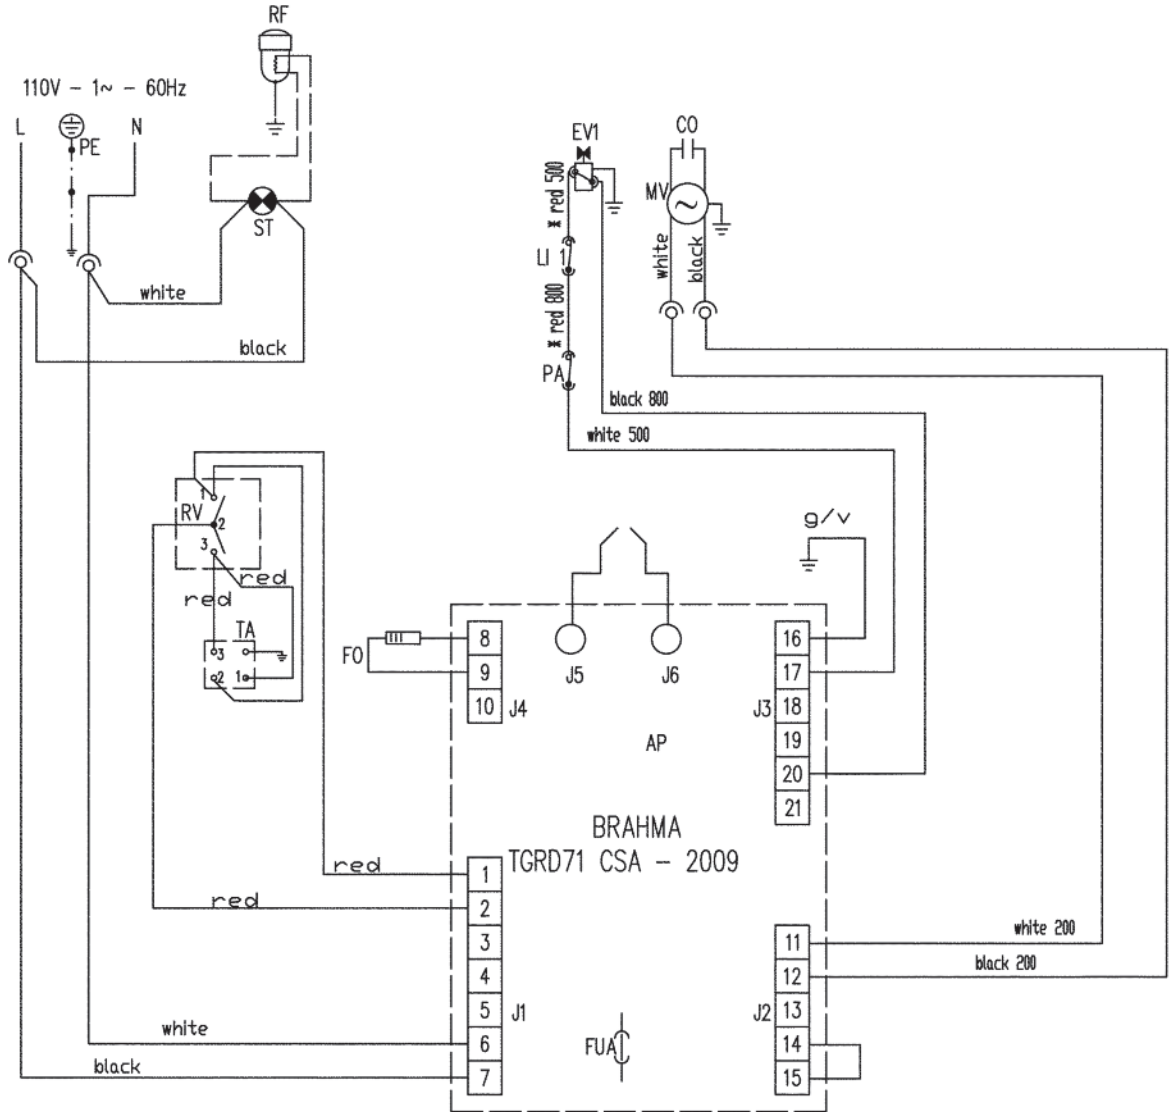 RF
110V - 1~ - 60Hz
L
PE
N
ST
white
black
EV1
CO
MV
red 500
LI 1
red 800
PA
white
black
black 800
white 500
1
RV
2
3
red
red
TA
3
2
1
g/v
FO
8
9
10
J4
J5
J6
J3
16
17
18
19
20
21
AP
BRAHMA
TGRD71 CSA - 2009
red
red
1
2
3
4
5
6
7
J1
white
black
FUA
J2
11
12
13
14
15
white 200
black 200